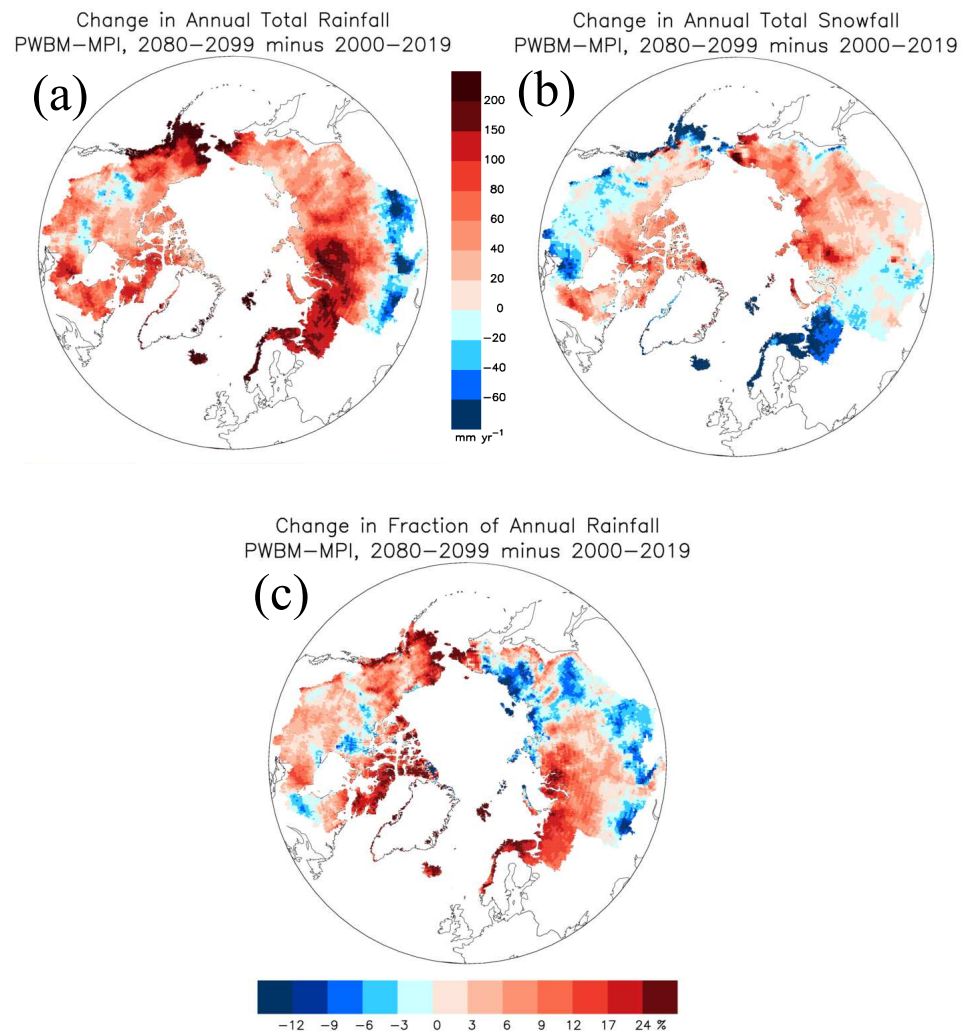 Change in Annual Total Rainfall
PWBM−MPI, 2080−2099 minus 2000−2019
(a)
200
150
100
80
60
40
20
0
−20
−40
−60
mm yr⁻¹
Change in Annual Total Snowfall
PWBM−MPI, 2080−2099 minus 2000−2019
(b)
Change in Fraction of Annual Rainfall
PWBM−MPI, 2080−2099 minus 2000−2019
(c)
−12 −9 −6 −3 0 3 6 9 12 17 24 %